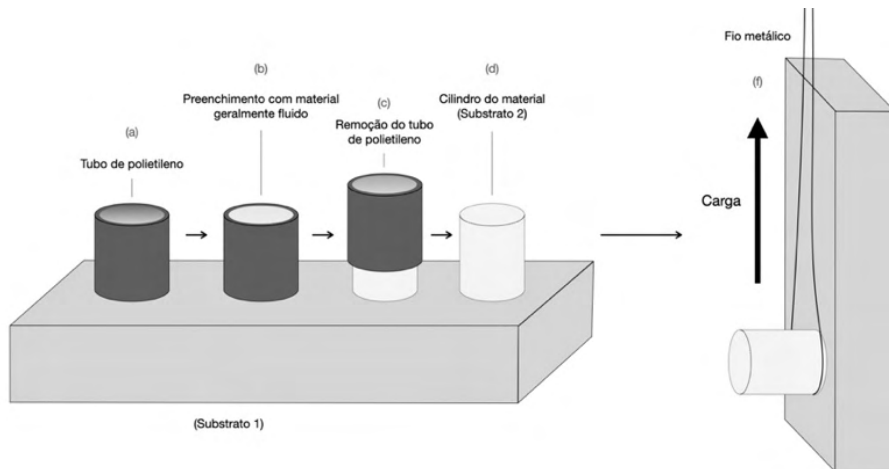 (a)
Tubo de polietileno
(b)
Preenchimento com material
geralmente fluido
(c)
Remoção do tubo
de polietileno
(d)
Cilindro do material
(Substrato 2)
(Substrato 1)
Fio metálico
(f)
Carga